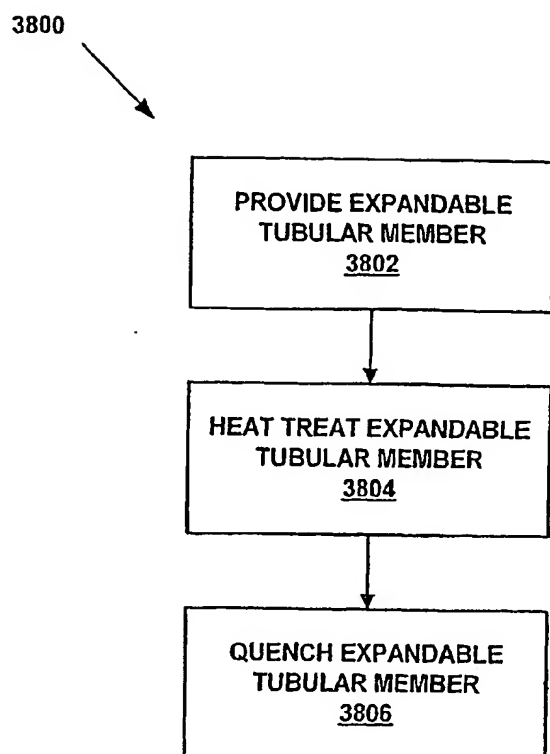 3800
PROVIDE EXPANDABLE
TUBULAR MEMBER
3802
HEAT TREAT EXPANDABLE
TUBULAR MEMBER
3804
QUENCH EXPANDABLE
TUBULAR MEMBER
3806